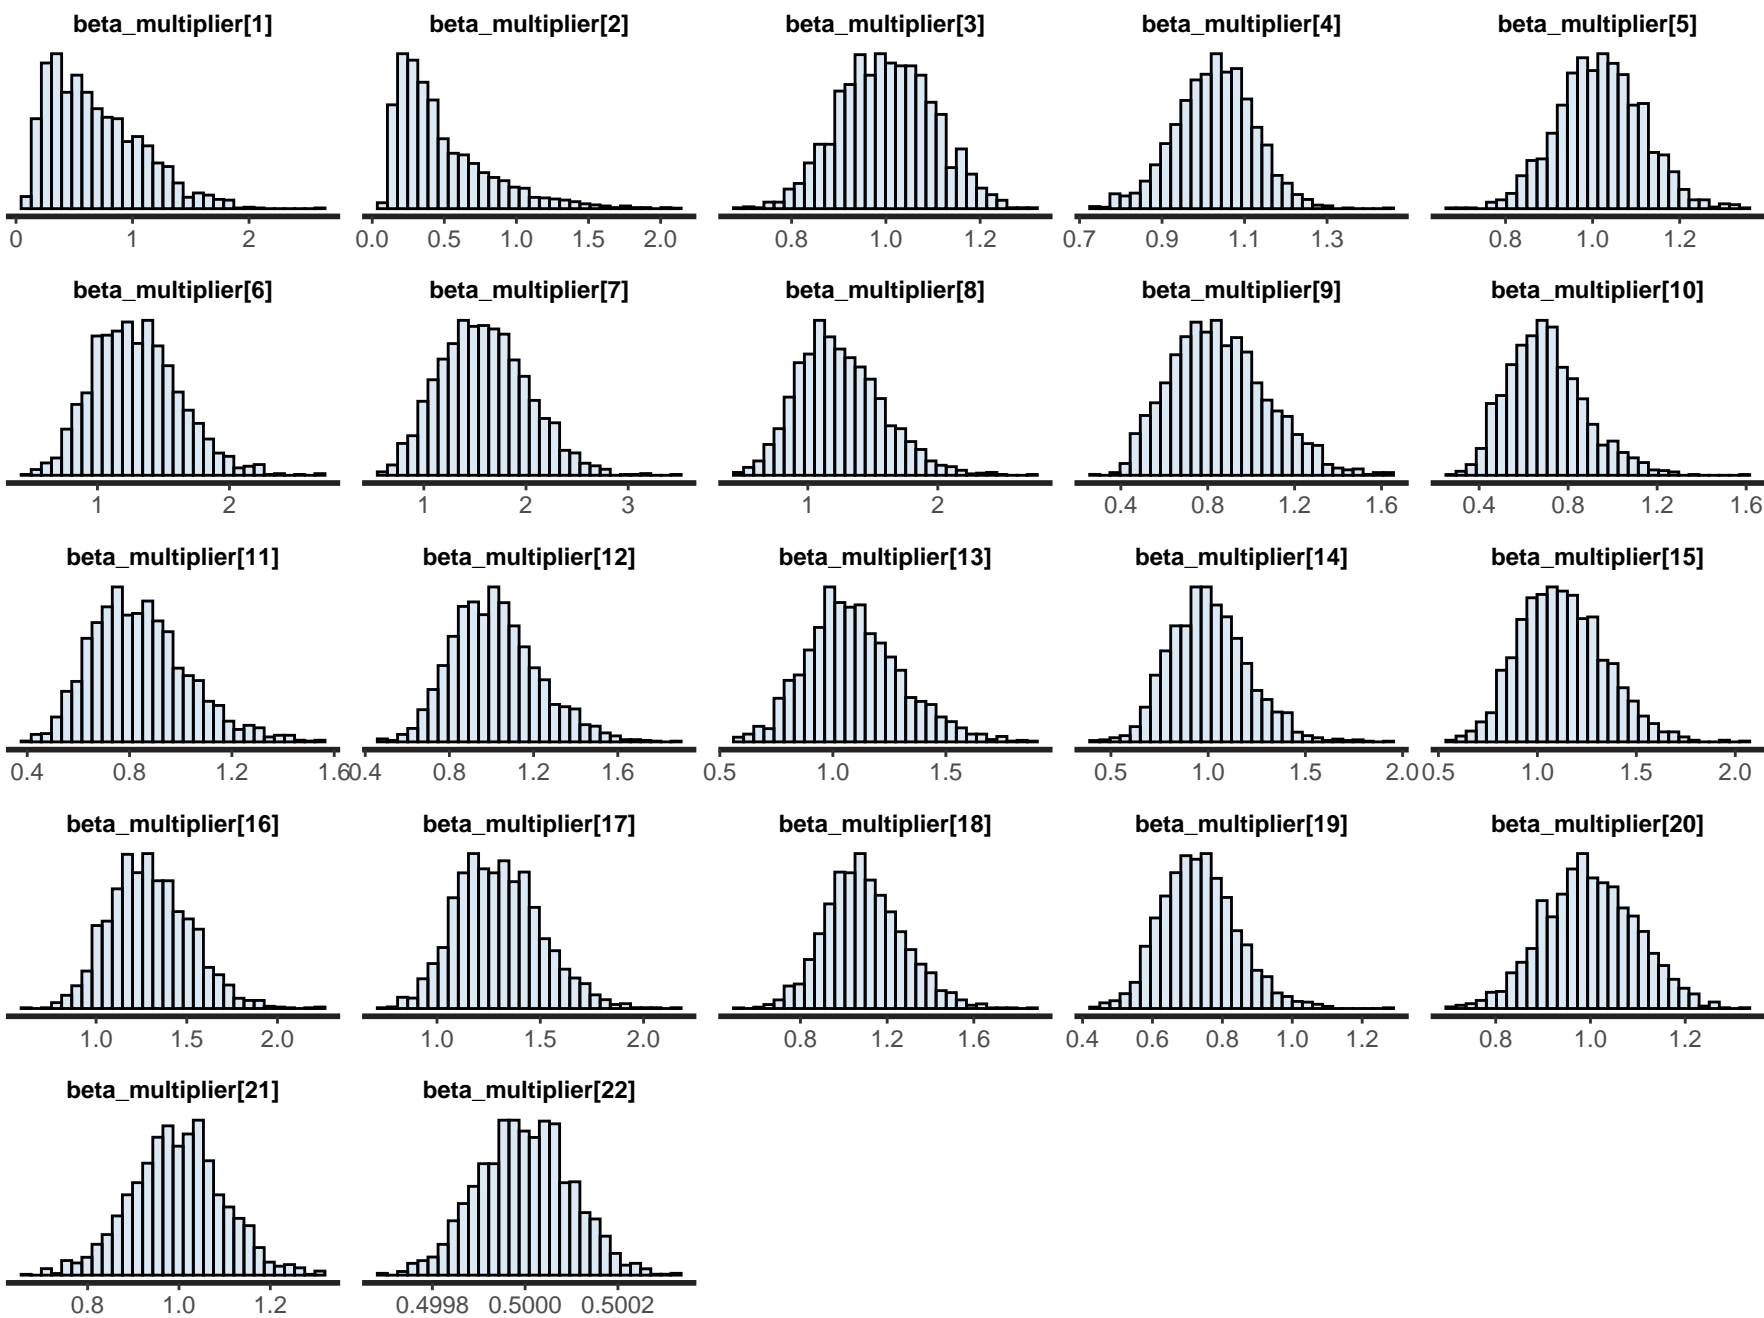 beta_multiplier[1] beta_multiplier[2] beta_multiplier[3] beta_multiplier[4] beta_multiplier[5]
0 1 2 0.0 0.5 1.0 1.5 2.0 0.8 1.0 1.2 0.7 0.9 1.1 1.3 0.8 1.0 1.2
beta_multiplier[6] beta_multiplier[7] beta_multiplier[8] beta_multiplier[9] beta_multiplier[10]
1 2 1 2 3 1 2 0.4 0.8 1.2 1.6 0.4 0.8 1.2 1.6
beta_multiplier[11] beta_multiplier[12] beta_multiplier[13] beta_multiplier[14] beta_multiplier[15]
0.4 0.8 1.2 1.6 0.4 0.8 1.2 1.6 0.5 1.0 1.5 0.5 1.0 1.5 2.0 0.5 1.0 1.5 2.0
beta_multiplier[16] beta_multiplier[17] beta_multiplier[18] beta_multiplier[19] beta_multiplier[20]
1.0 1.5 2.0 1.0 1.5 2.0 0.8 1.2 1.6 0.4 0.6 0.8 1.0 1.2 0.8 1.0 1.2
beta_multiplier[21] beta_multiplier[22]
0.8 1.0 1.2 0.4998 0.5000 0.5002